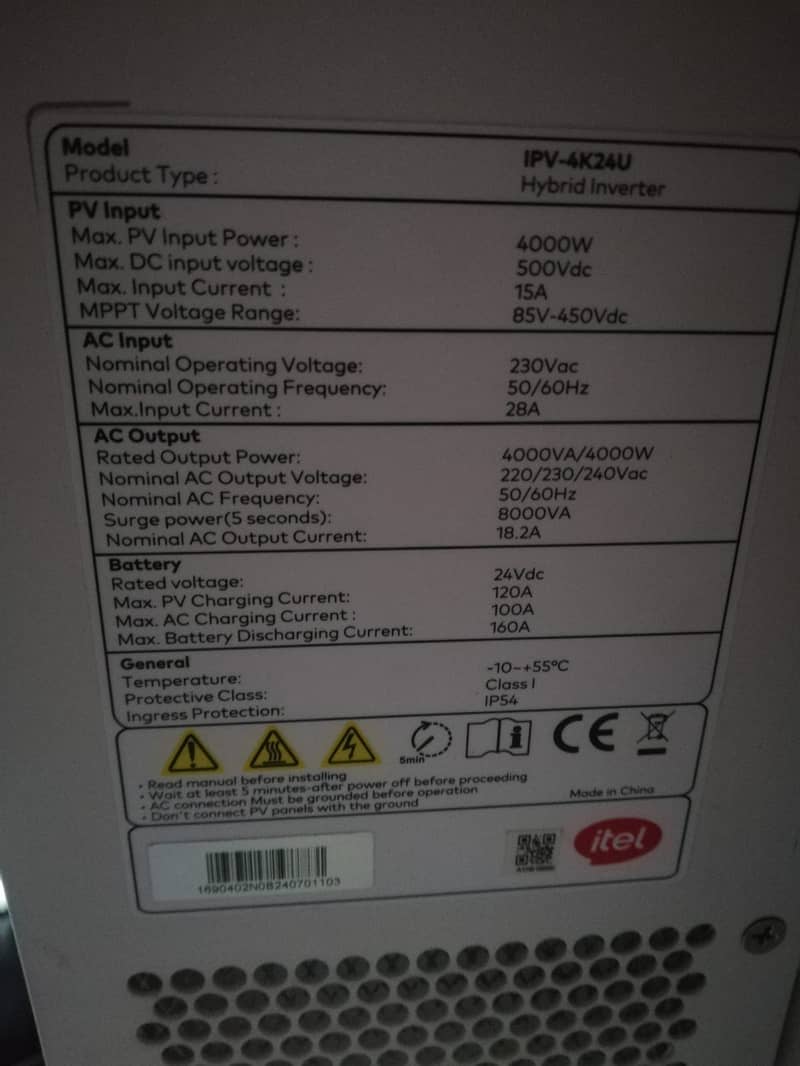 Model IPV-4K24U
Product Type : Hybrid Inverter
PV Input
Max. PV Input Power : 4000W
Max. DC input voltage : 500Vdc
Max. Input Current : 15A
MPPT Voltage Range: 85V-450Vdc
AC Input
Nominal Operating Voltage: 230Vac
Nominal Operating Frequency: 50/60Hz
Max.Input Current : 28A
AC Output
Rated Output Power: 4000VA/4000W
Nominal AC Output Voltage: 220/230/240Vac
Nominal AC Frequency: 50/60Hz
Surge power(5 seconds): 8000VA
Nominal AC Output Current: 18.2A
Battery
Rated voltage: 24Vdc
Max. PV Charging Current: 120A
Max. AC Charging Current : 100A
Max. Battery Discharging Current: 160A
General
Temperature: -10~+55°C
Protective Class: Class I
Ingress Protection: IP54
5min
CE
• Read manual before installing
• Wait at least 5 minutes-after power off before proceeding
• AC connection Must be grounded before operation
• Don't connect PV panels with the ground
Made in China
1690402N0B240701103
itel